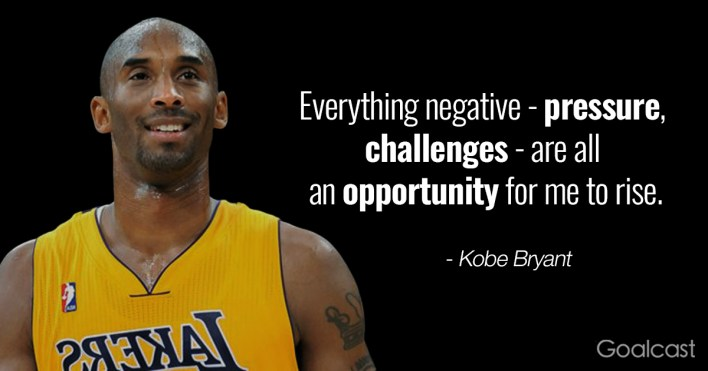 Everything negative - pressure,
challenges - are all
an opportunity for me to rise.
- Kobe Bryant
LAKERS
Goalcast